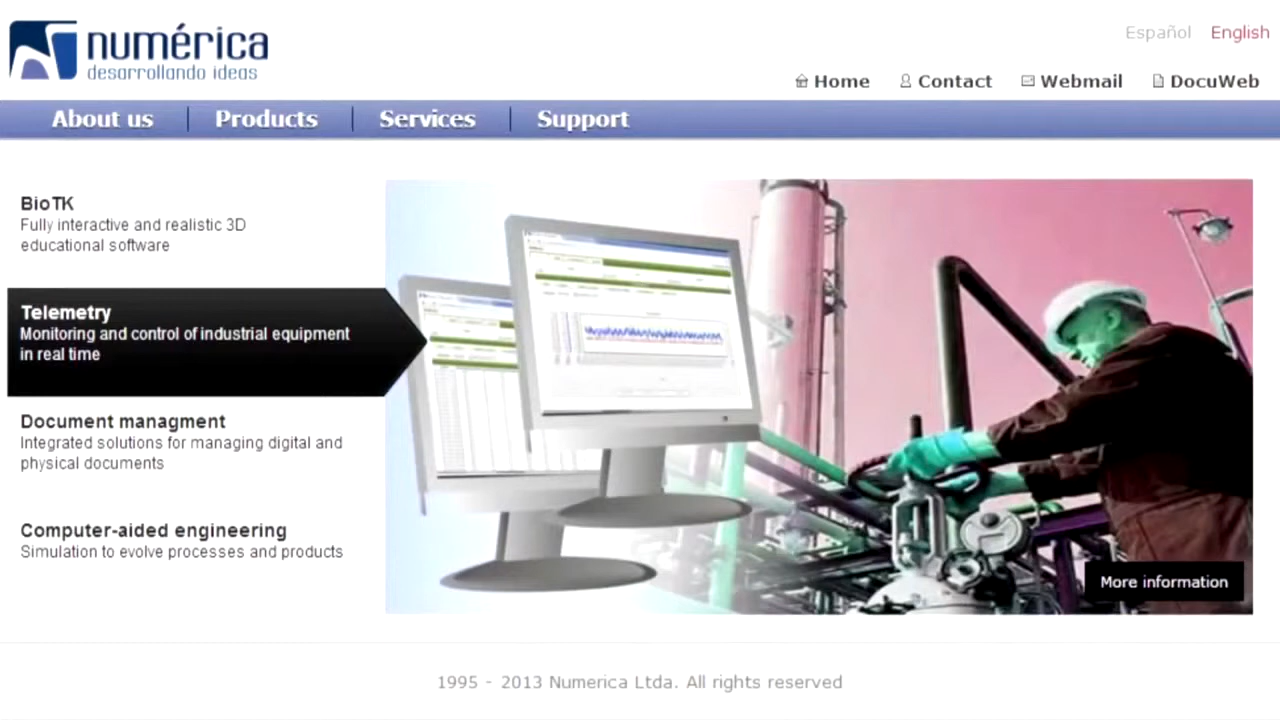 numérica
desarrollando ideas
Español English
Home Contact Webmail DocuWeb
About us Products Services Support
BioTK
Fully interactive and realistic 3D
educational software
Telemetry
Monitoring and control of industrial equipment
in real time
Document managment
Integrated solutions for managing digital and
physical documents
Computer-aided engineering
Simulation to evolve processes and products
More information
1995 - 2013 Numerica Ltda. All rights reserved